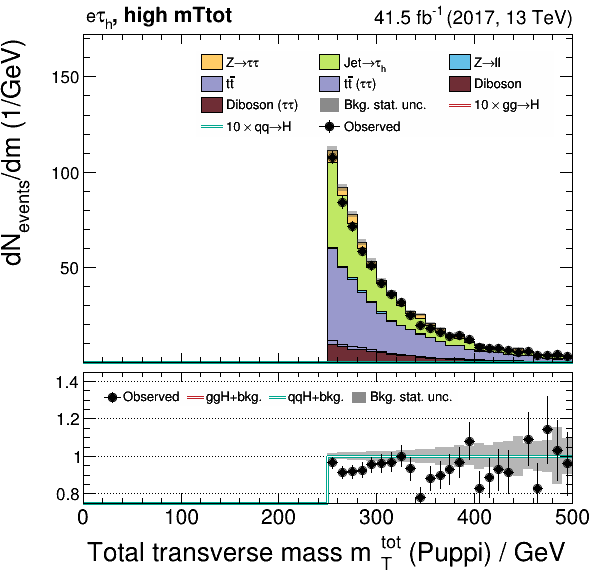 eτh, high mTtot 41.5 fb⁻¹ (2017, 13 TeV)
dNevents/dm (1/GeV)
150
100
50
Z→ττ Jet→τh Z→ll
tt̄ tt̄ (ττ) Diboson
Diboson (ττ) Bkg. stat. unc. 10 × gg→H
10 × qq→H Observed
1.4
1.2
1
0.8
Observed ggH+bkg. qqH+bkg. Bkg. stat. unc.
0 100 200 300 400 500
Total transverse mass m_T^tot (Puppi) / GeV